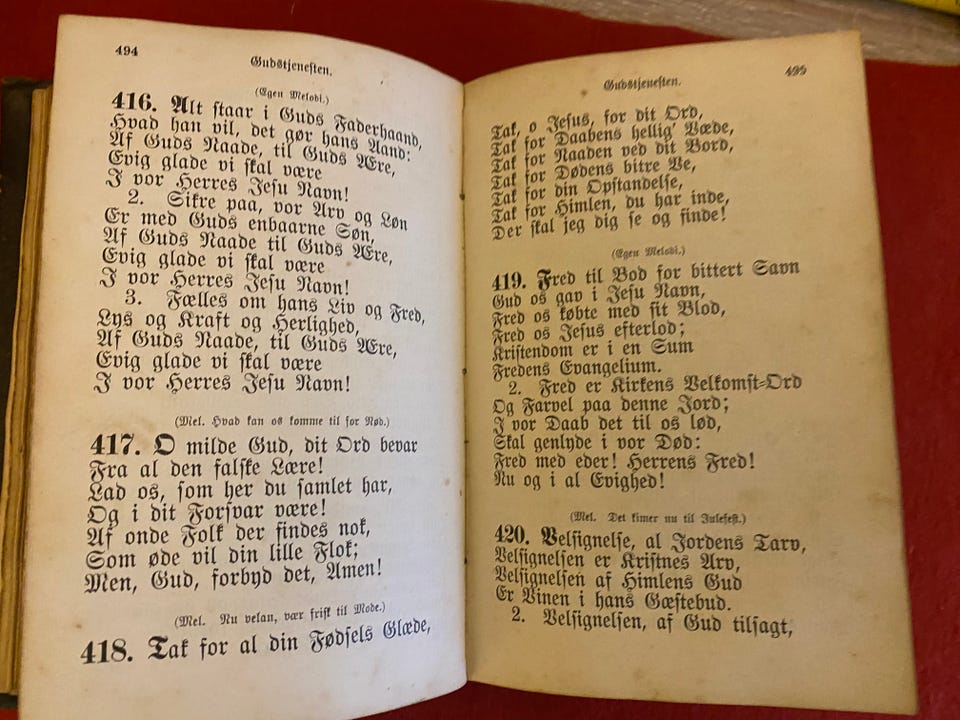 494
Gudstjenesten.
(Egen Melodi.)
416. Alt staar i Guds Faderhaand,
Hvad han vil, det gør hans Aand:
Af Guds Naade, til Guds Ære,
Evig glade vi skal være
I vor Herres Jesu Navn!
2. Sikre paa, vor Arv og Løn
Er med Guds enbaarne Søn,
Af Guds Naade til Guds Ære,
Evig glade vi skal være
I vor Herres Jesu Navn!
3. Fælles om hans Liv og Fred,
Lys og Kraft og Herlighed,
Af Guds Naade, til Guds Ære,
Evig glade vi skal være
I vor Herres Jesu Navn!
(Mel. Hvad kan os komme til for Nød.)
417. O milde Gud, dit Ord bevar
Fra al den falske Lære!
Lad os, som her du samlet har,
Og i dit Forsvar være!
Af onde Folk der findes nok,
Som øde vil din lille Flok;
Men, Gud, forbyd det, Amen!
(Mel. Nu velan, vær frisk til Mode.)
418. Tak for al din Fødsels Glæde,
495
Gudstjenesten.
Tak, o Jesus, for dit Ord,
Tak for Daabens hellig' Væde,
Tak for Naaden ved dit Bord,
Tak for Dødens bitre Ve,
Tak for din Opstandelse,
Tak for Himlen, du har inde,
Der skal jeg dig se og finde!
(Egen Melodi.)
419. Fred til Bod for bittert Savn
Gud os gav i Jesu Navn,
Fred os købte med sit Blod,
Fred os Jesus efterlod;
Kristendom er i en Sum
Fredens Evangelium.
2. Fred er Kirkens Velkomst-Ord
Og Farvel paa denne Jord;
I vor Daab det til os lød,
Skal genlyde i vor Død:
Fred med eder! Herrens Fred!
Nu og i al Evighed!
(Mel. Det kimer nu til Julefest.)
420. Velsignelse, al Jordens Tarv,
Velsignelsen er Kristnes Arv,
Velsignelsen af Himlens Gud
Er Vinen i hans Gæstebud.
2. Velsignelsen, af Gud tilsagt,